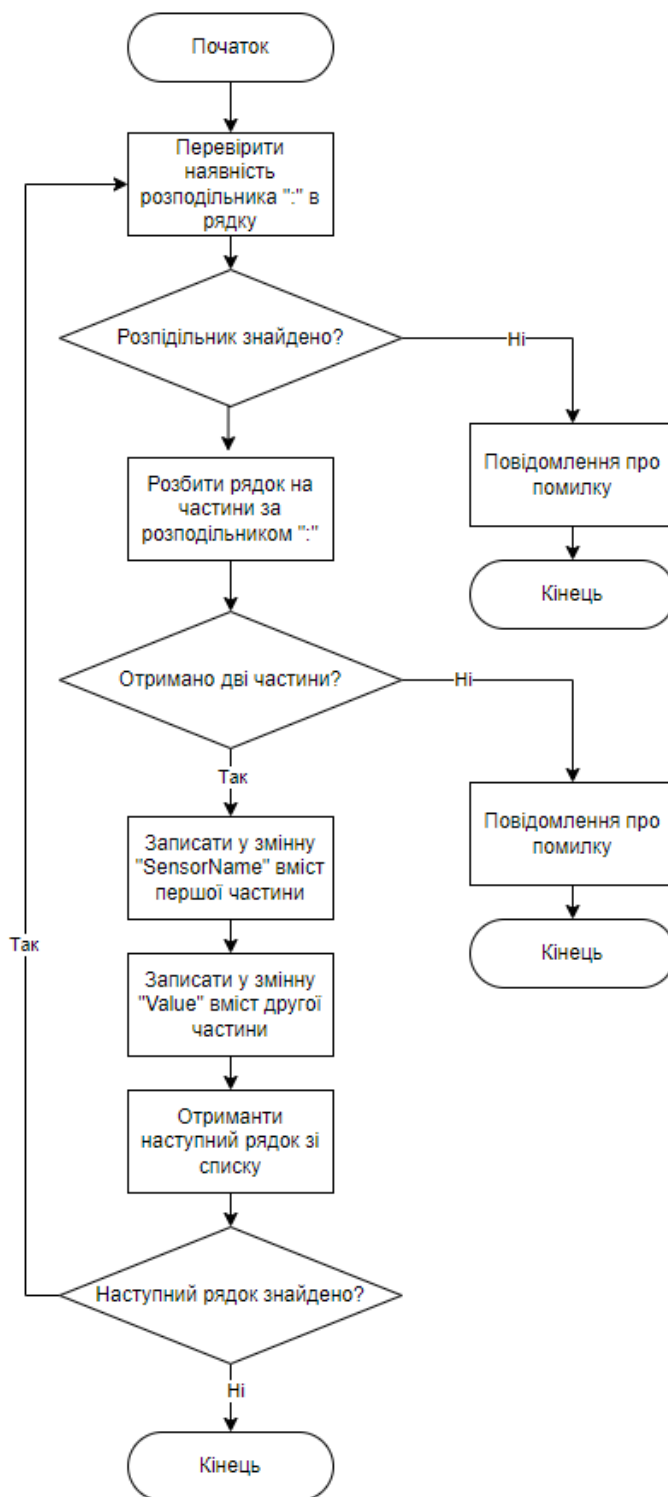 Початок
Перевірити
наявність
розподільника ":" в
рядку
Розпідільник знайдено?
Ні
Розбити рядок на
частини за
розподільником ":"
Повідомлення про
помилку
Кінець
Отримано дві частини?
Ні
Так
Записати у змінну
"SensorName" вміст
першої частини
Повідомлення про
помилку
Так
Записати у змінну
"Value" вміст другої
частини
Кінець
Отриманти
наступний рядок зі
списку
Наступний рядок знайдено?
Ні
Кінець